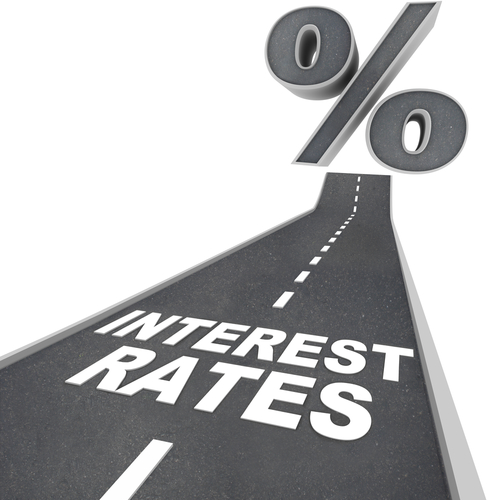 %
INTEREST
RATES